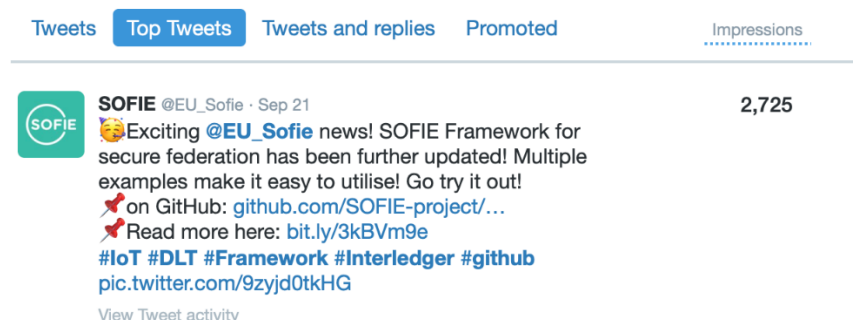 Tweets Top Tweets Tweets and replies Promoted Impressions
SOFIE
SOFIE @EU_Sofie · Sep 21 2,725
🥳Exciting @EU_Sofie news! SOFIE Framework for
secure federation has been further updated! Multiple
examples make it easy to utilise! Go try it out!
📌on GitHub: github.com/SOFIE-project/…
📌Read more here: bit.ly/3kBVm9e
#IoT #DLT #Framework #Interledger #github
pic.twitter.com/9zyjd0tkHG
View Tweet activity